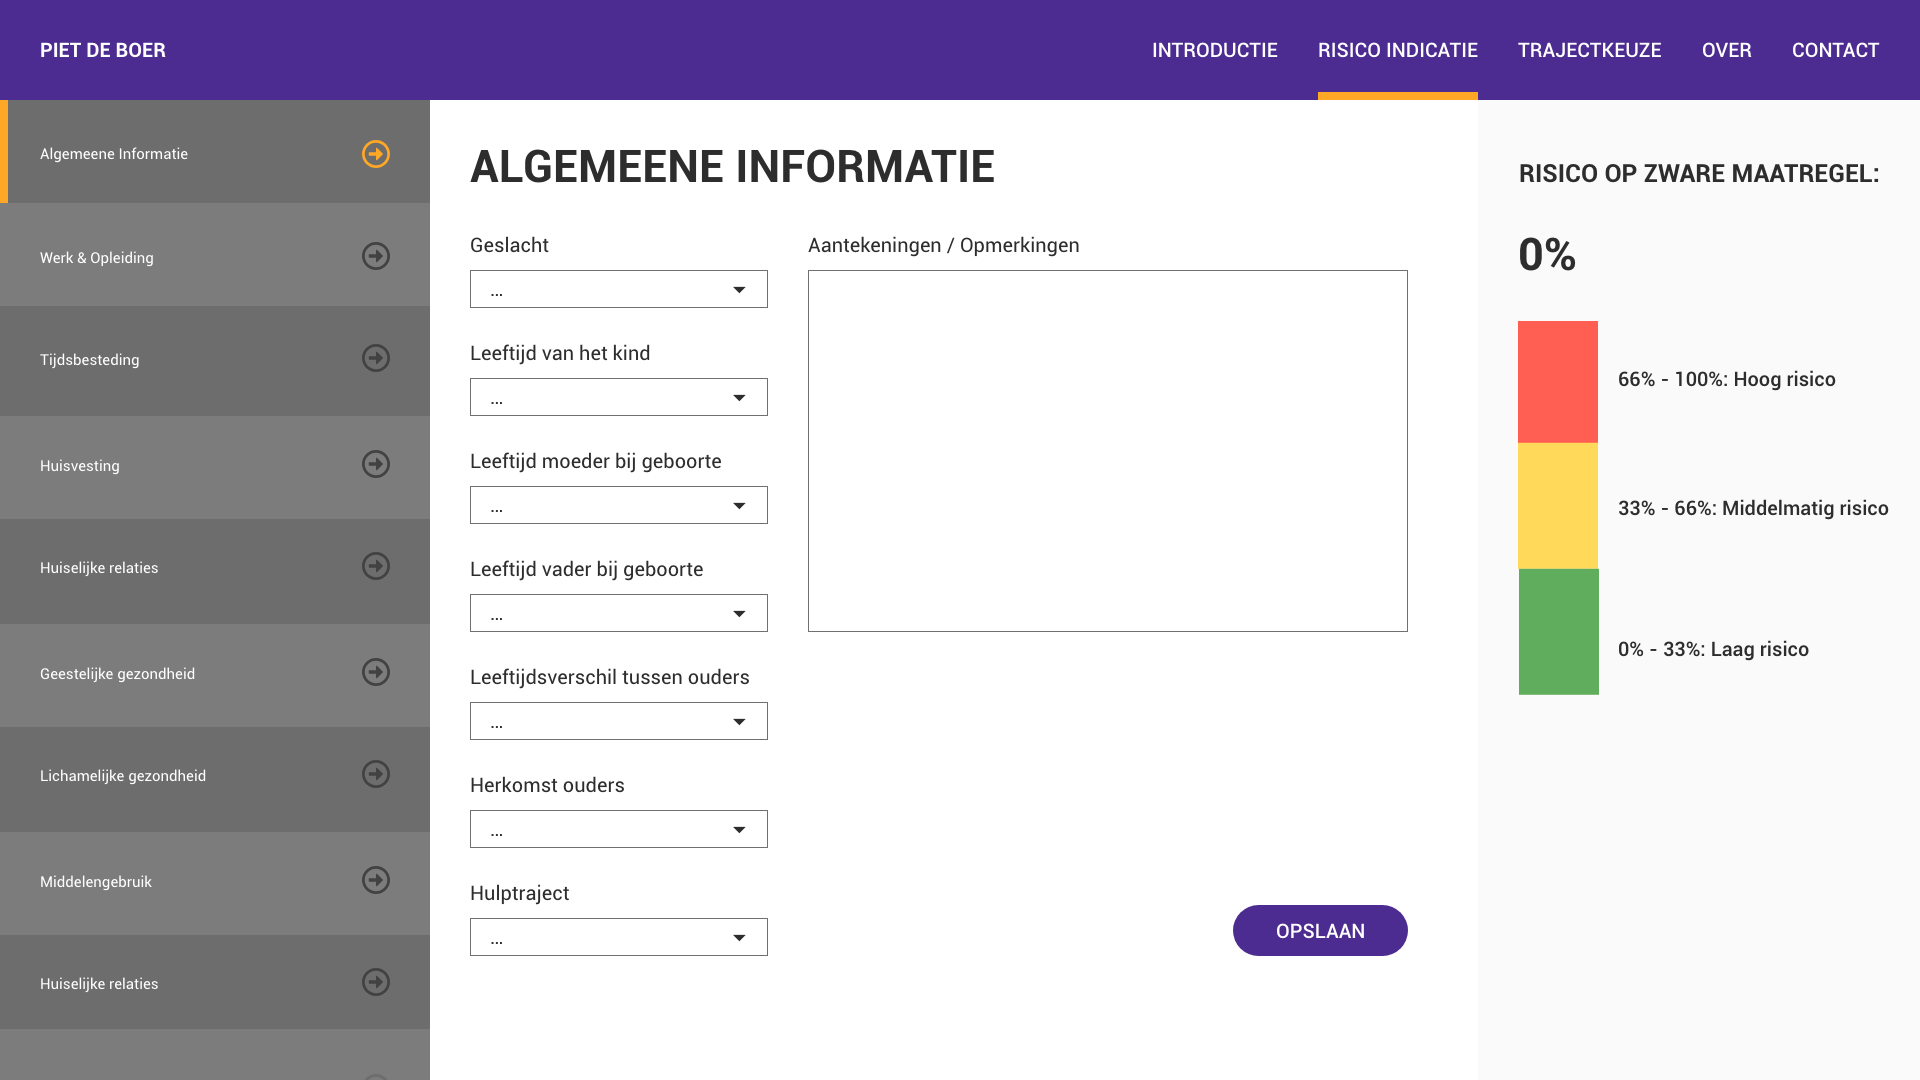 PIET DE BOER
INTRODUCTIE
RISICO INDICATIE
TRAJECTKEUZE
OVER
CONTACT
Algemeene Informatie
Werk & Opleiding
Tijdsbesteding
Huisvesting
Huiselijke relaties
Geestelijke gezondheid
Lichamelijke gezondheid
Middelengebruik
Huiselijke relaties
ALGEMEENE INFORMATIE
Geslacht
...
Leeftijd van het kind
...
Leeftijd moeder bij geboorte
...
Leeftijd vader bij geboorte
...
Leeftijdsverschil tussen ouders
...
Herkomst ouders
...
Hulptraject
...
Aantekeningen / Opmerkingen
OPSLAAN
RISICO OP ZWARE MAATREGEL:
0%
66% - 100%: Hoog risico
33% - 66%: Middelmatig risico
0% - 33%: Laag risico